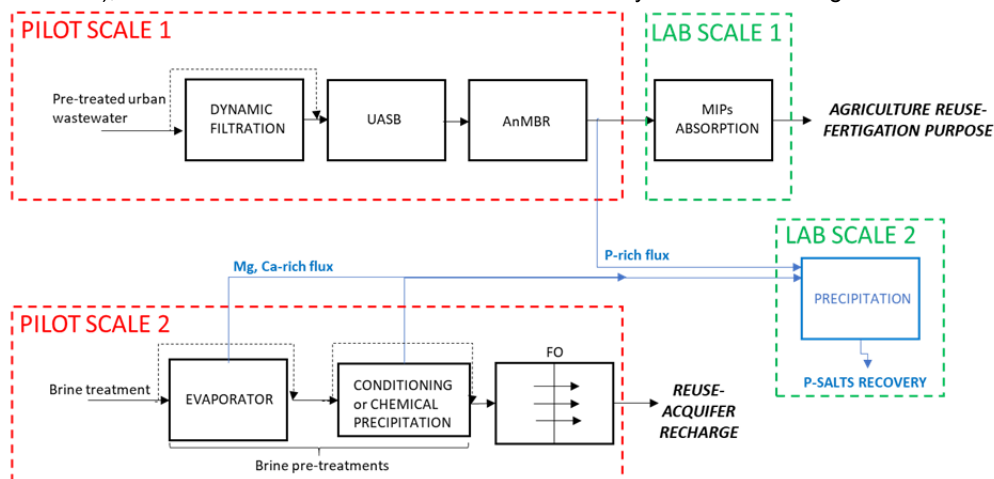 PILOT SCALE 1
LAB SCALE 1
Pre-treated urban
wastewater
DYNAMIC
FILTRATION
UASB
AnMBR
MIPs
ABSORPTION
AGRICULTURE REUSE-
FERTIGATION PURPOSE
LAB SCALE 2
P-rich flux
Mg, Ca-rich flux
PRECIPITATION
P-SALTS RECOVERY
PILOT SCALE 2
Brine treatment
EVAPORATOR
CONDITIONING
or CHEMICAL
PRECIPITATION
FO
REUSE-
ACQUIFER
RECHARGE
Brine pre-treatments